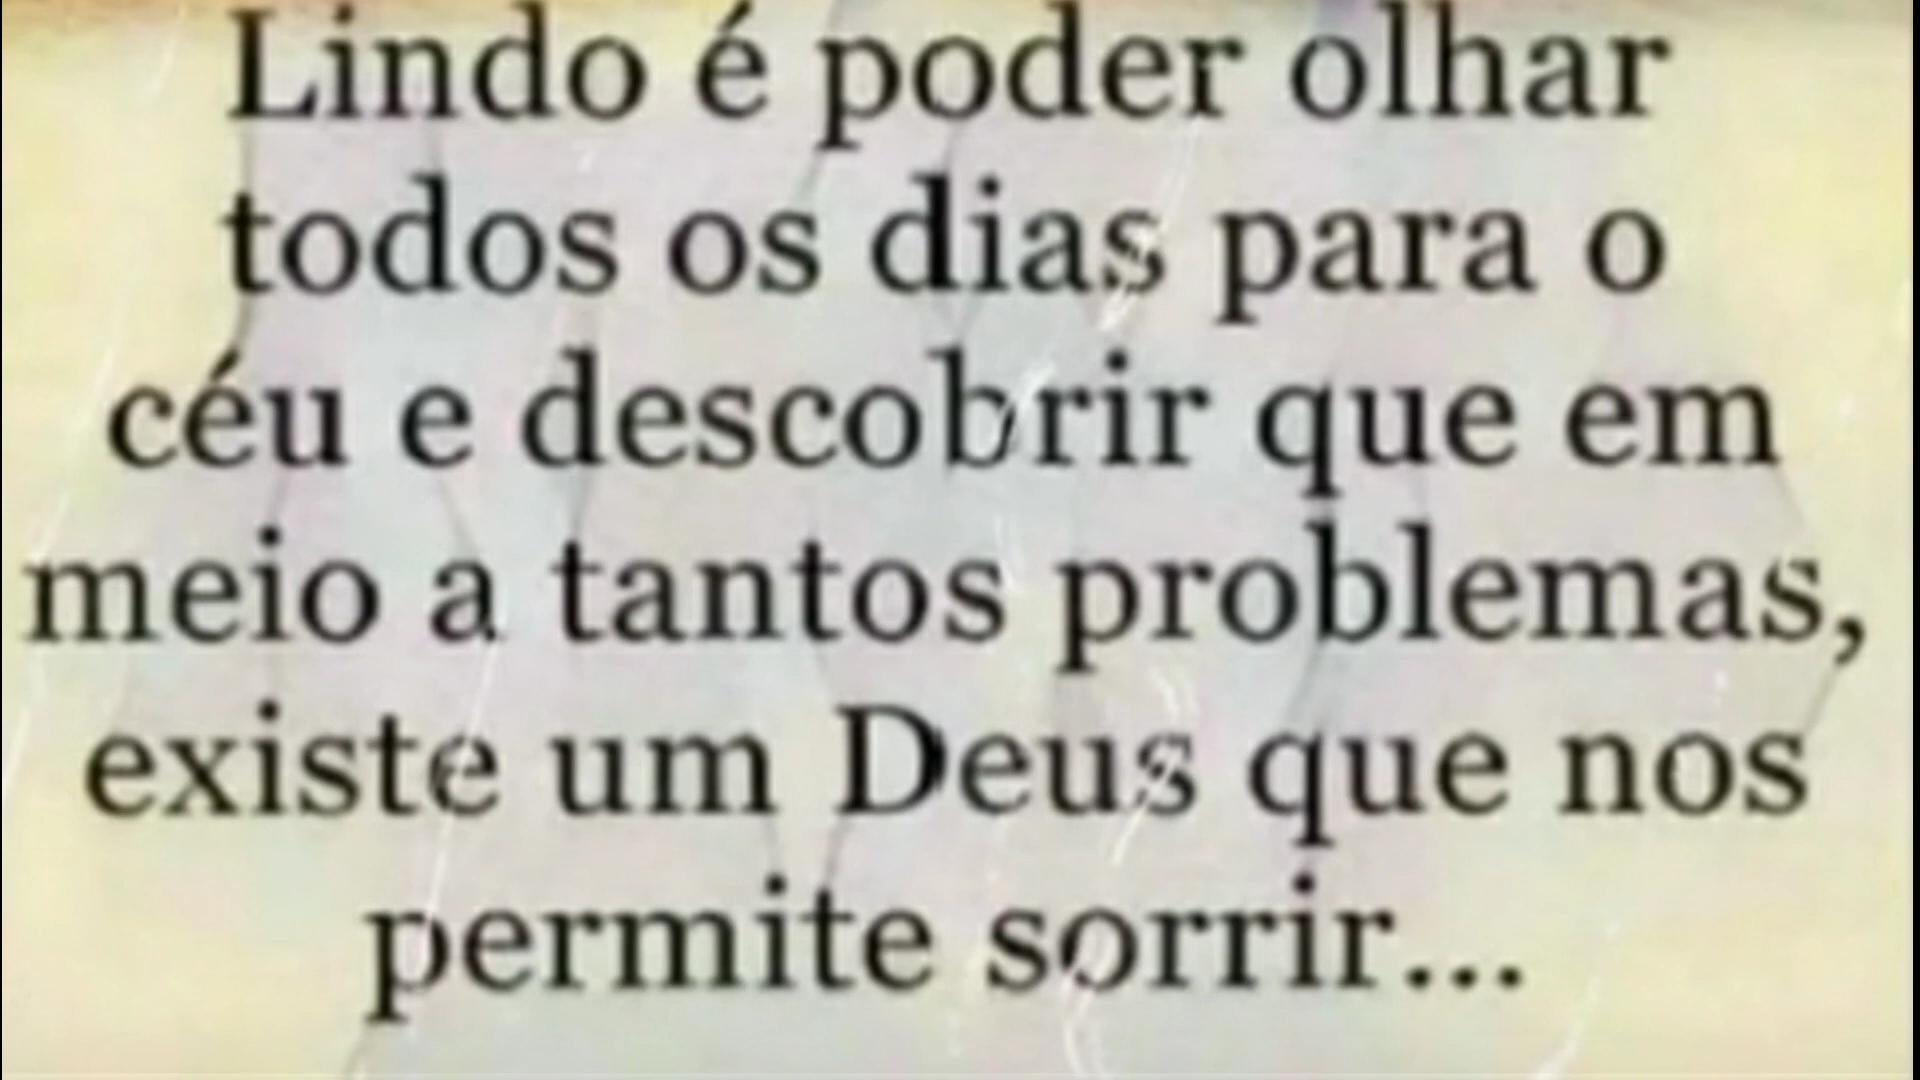 Lindo é poder olhar
todos os dias para o
céu e descobrir que em
meio a tantos problemas,
existe um Deus que nos
permite sorrir...